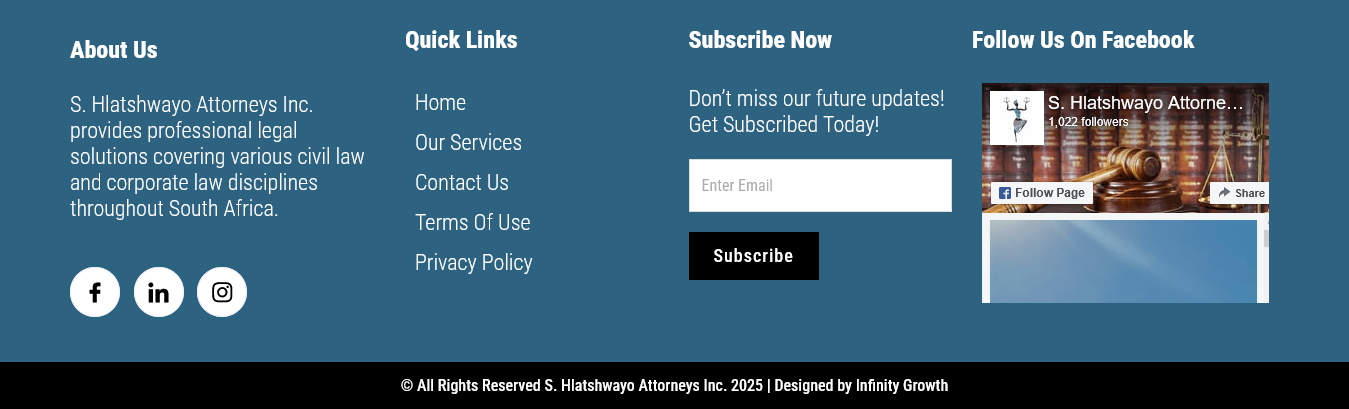 About Us
S. Hlatshwayo Attorneys Inc.
provides professional legal
solutions covering various civil law
and corporate law disciplines
throughout South Africa.
Quick Links
Home
Our Services
Contact Us
Terms Of Use
Privacy Policy
Subscribe Now
Don’t miss our future updates!
Get Subscribed Today!
Enter Email
Subscribe
Follow Us On Facebook
S. Hlatshwayo Attorne…
1,022 followers
Follow Page
Share
© All Rights Reserved S. Hlatshwayo Attorneys Inc. 2025 | Designed by Infinity Growth